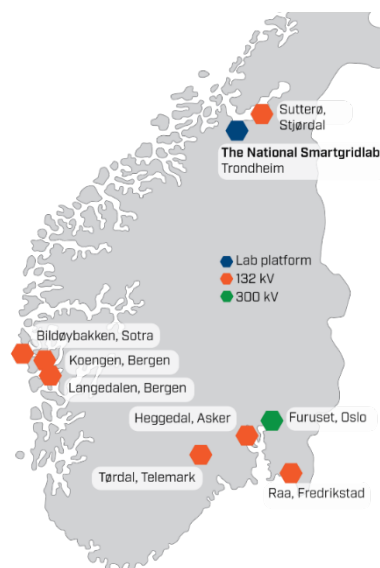 Sutterø,
Stjørdal
The National Smartgridlab
Trondheim
Lab platform
132 kV
300 kV
Bildøybakken, Sotra
Koengen, Bergen
Langedalen, Bergen
Heggedal, Asker
Furuset, Oslo
Tørdal, Telemark
Raa, Fredrikstad